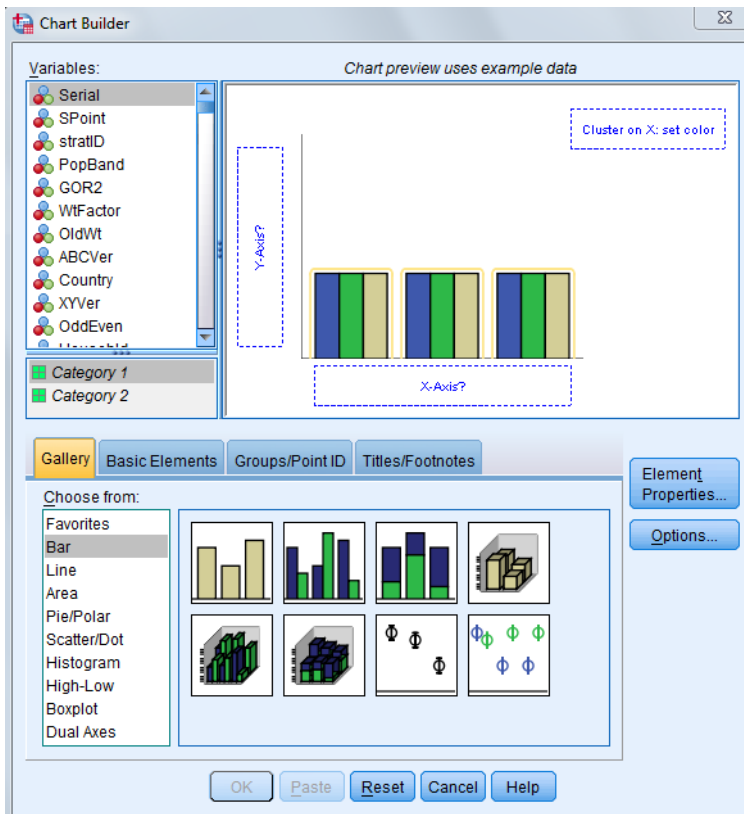 Chart Builder
Variables:
Chart preview uses example data
Serial
SPoint
stratID
PopBand
GOR2
WtFactor
OldWt
ABCVer
Country
XYVer
OddEven
Cluster on X: set color
Y-Axis?
X-Axis?
Category 1
Category 2
Gallery
Basic Elements
Groups/Point ID
Titles/Footnotes
Element
Properties...
Options...
Choose from:
Favorites
Bar
Line
Area
Pie/Polar
Scatter/Dot
Histogram
High-Low
Boxplot
Dual Axes
OK
Paste
Reset
Cancel
Help